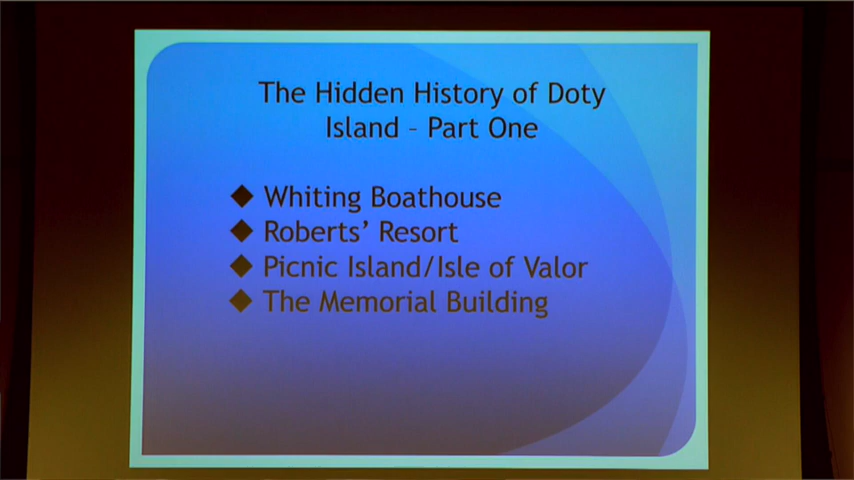 The Hidden History of Doty
Island – Part One
◆ Whiting Boathouse
◆ Roberts’ Resort
◆ Picnic Island/Isle of Valor
◆ The Memorial Building